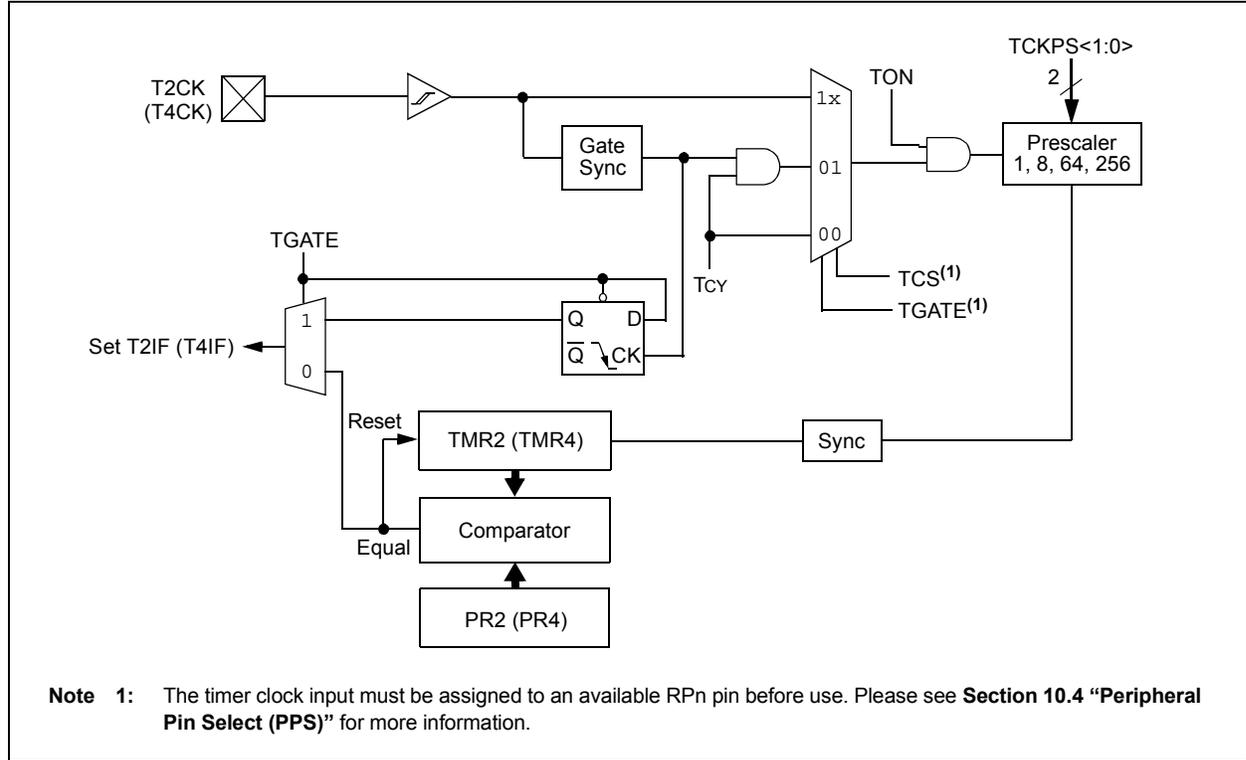 TCKPS<1:0>
2
T2CK
(T4CK)
TON
1x
Prescaler
1, 8, 64, 256
Gate
Sync
01
00
TGATE
TCY
TCS(1)
TGATE(1)
1
Q
D
Set T2IF (T4IF)
Q
CK
0
Reset
TMR2 (TMR4)
Sync
Comparator
Equal
PR2 (PR4)
Note 1: The timer clock input must be assigned to an available RPn pin before use. Please see Section 10.4 “Peripheral
Pin Select (PPS)” for more information.